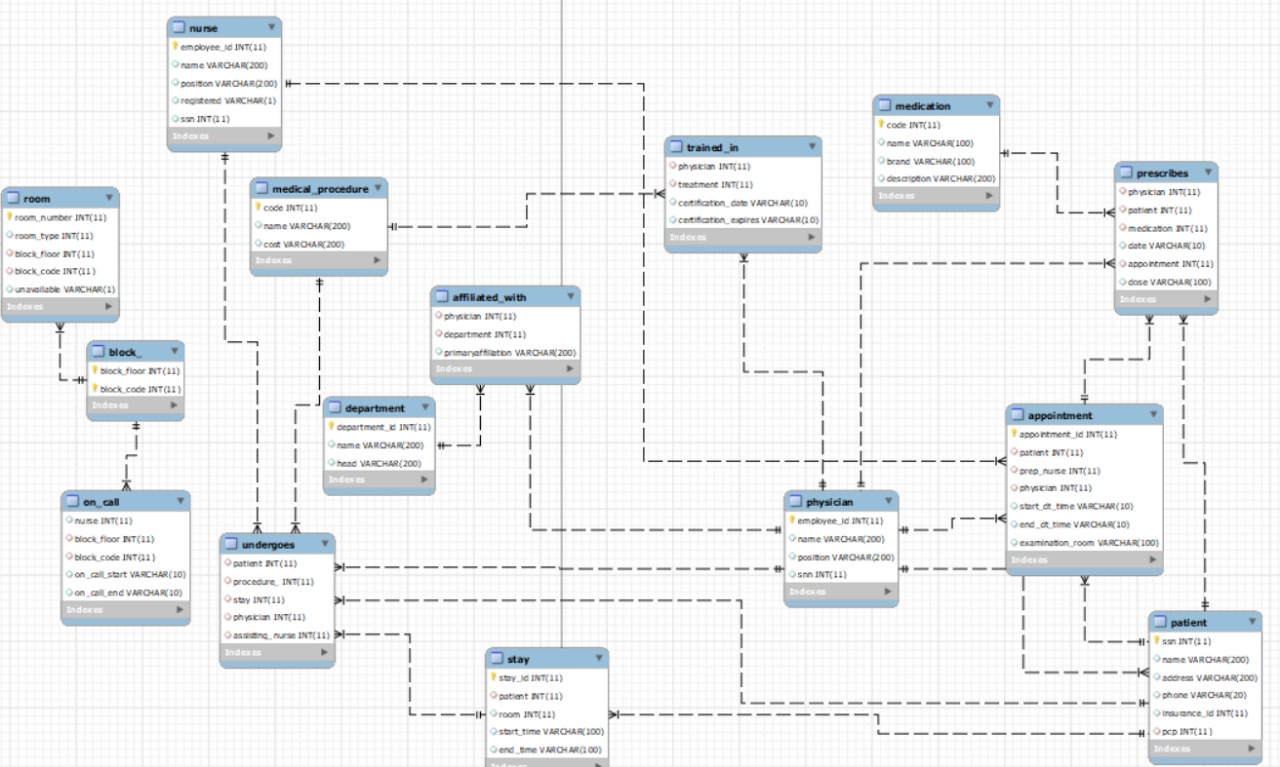 nurse
employee_id INT(11)
name VARCHAR(200)
position VARCHAR(200)
registered VARCHAR(1)
ssn INT(11)
Indexes
medication
code INT(11)
name VARCHAR(100)
brand VARCHAR(100)
description VARCHAR(200)
Indexes
trained_in
physician INT(11)
treatment INT(11)
certification_date VARCHAR(10)
certification_expires VARCHAR(10)
Indexes
prescribes
physician INT(11)
patient INT(11)
medication INT(11)
date VARCHAR(10)
appointment INT(11)
dose VARCHAR(100)
Indexes
room
room_number INT(11)
room_type INT(11)
block_floor INT(11)
block_code INT(11)
unavailable VARCHAR(1)
Indexes
medical_procedure
code INT(11)
name VARCHAR(200)
cost VARCHAR(200)
Indexes
affiliated_with
physician INT(11)
department INT(11)
primaryaffiliation VARCHAR(200)
Indexes
block_
block_floor INT(11)
block_code INT(11)
Indexes
department
department_id INT(11)
name VARCHAR(200)
head VARCHAR(200)
Indexes
appointment
appointment_id INT(11)
patient INT(11)
prep_nurse INT(11)
physician INT(11)
start_dt_time VARCHAR(10)
end_dt_time VARCHAR(10)
examination_room VARCHAR(100)
Indexes
on_call
nurse INT(11)
block_floor INT(11)
block_code INT(11)
on_call_start VARCHAR(10)
on_call_end VARCHAR(10)
Indexes
undergoes
patient INT(11)
procedure_ INT(11)
stay INT(11)
physician INT(11)
assisting_nurse INT(11)
Indexes
physician
employee_id INT(11)
name VARCHAR(200)
position VARCHAR(200)
snn INT(11)
Indexes
stay
stay_id INT(11)
patient INT(11)
room INT(11)
start_time VARCHAR(100)
end_time VARCHAR(100)
Indexes
patient
ssn INT(11)
name VARCHAR(200)
address VARCHAR(200)
phone VARCHAR(20)
insurance_id INT(11)
pcp INT(11)
Indexes